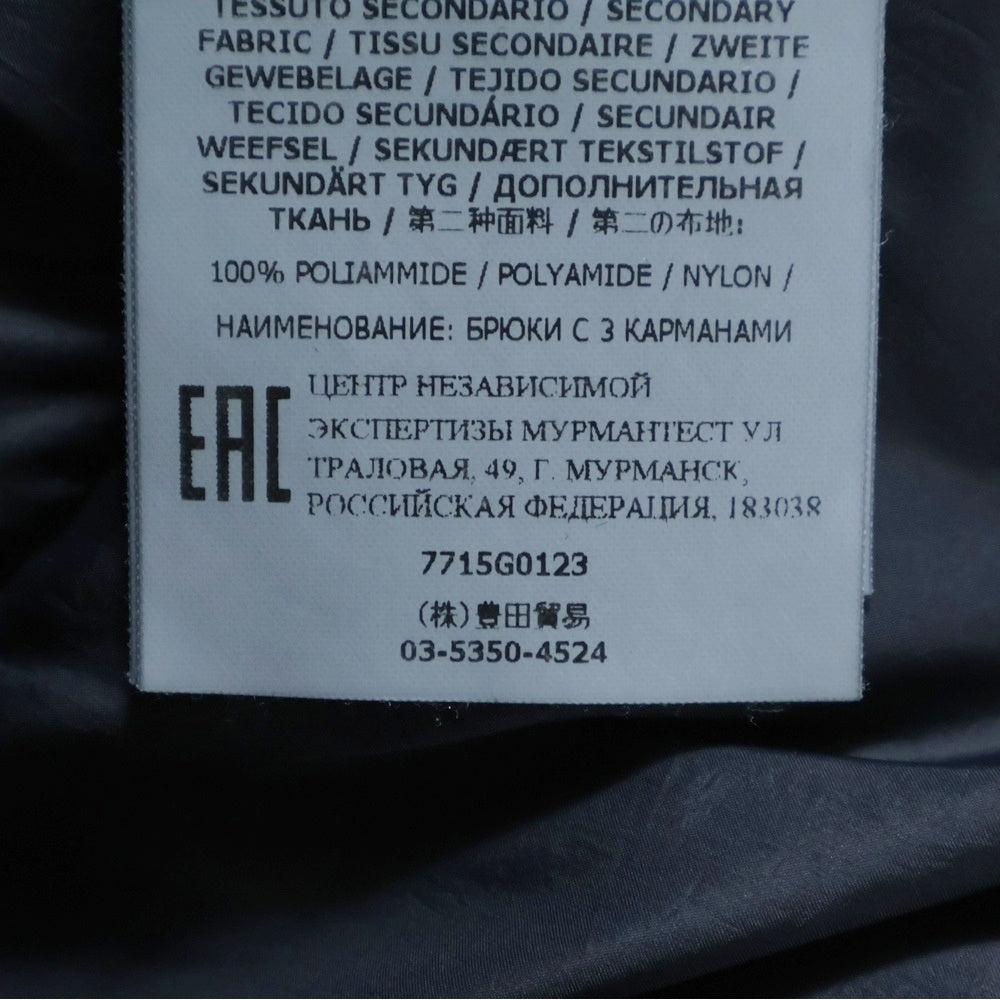 TESSUTO SECONDARIO / SECONDARY
FABRIC / TISSU SECONDAIRE / ZWEITE
GEWEBELAGE / TEJIDO SECUNDARIO /
TECIDO SECUNDÁRIO / SECUNDAIR
WEEFSEL / SEKUNDÆRT TEKSTILSTOF /
SEKUNDÄRT TYG / ДОПОЛНИТЕЛЬНАЯ
ТКАНЬ / 第二种面料 / 第二の布地:
100% POLIAMMIDE / POLYAMIDE / NYLON /
НАИМЕНОВАНИЕ: БРЮКИ С 3 КАРМАНАМИ
EAC
ЦЕНТР НЕЗАВИСИМОЙ
ЭКСПЕРТИЗЫ МУРМАНТЕСТ УЛ
ТРАЛОВАЯ, 49, Г. МУРМАНСК,
РОССИЙСКАЯ ФЕДЕРАЦИЯ, 183038
7715G0123
(株)豊田貿易
03-5350-4524